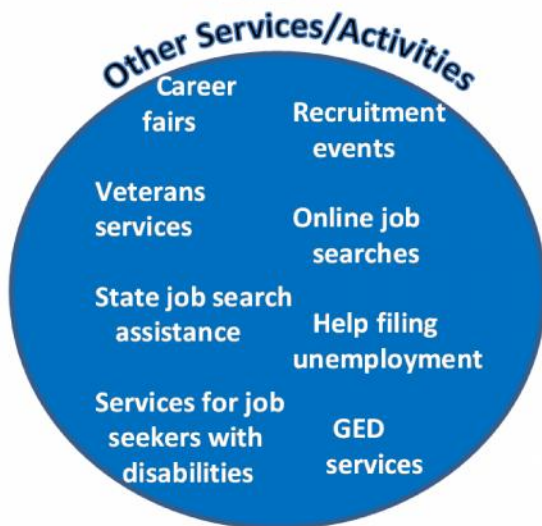 Other Services/Activities
Career
fairs
Recruitment
events
Veterans
services
Online job
searches
State job search
assistance
Help filing
unemployment
Services for job
seekers with
disabilities
GED
services